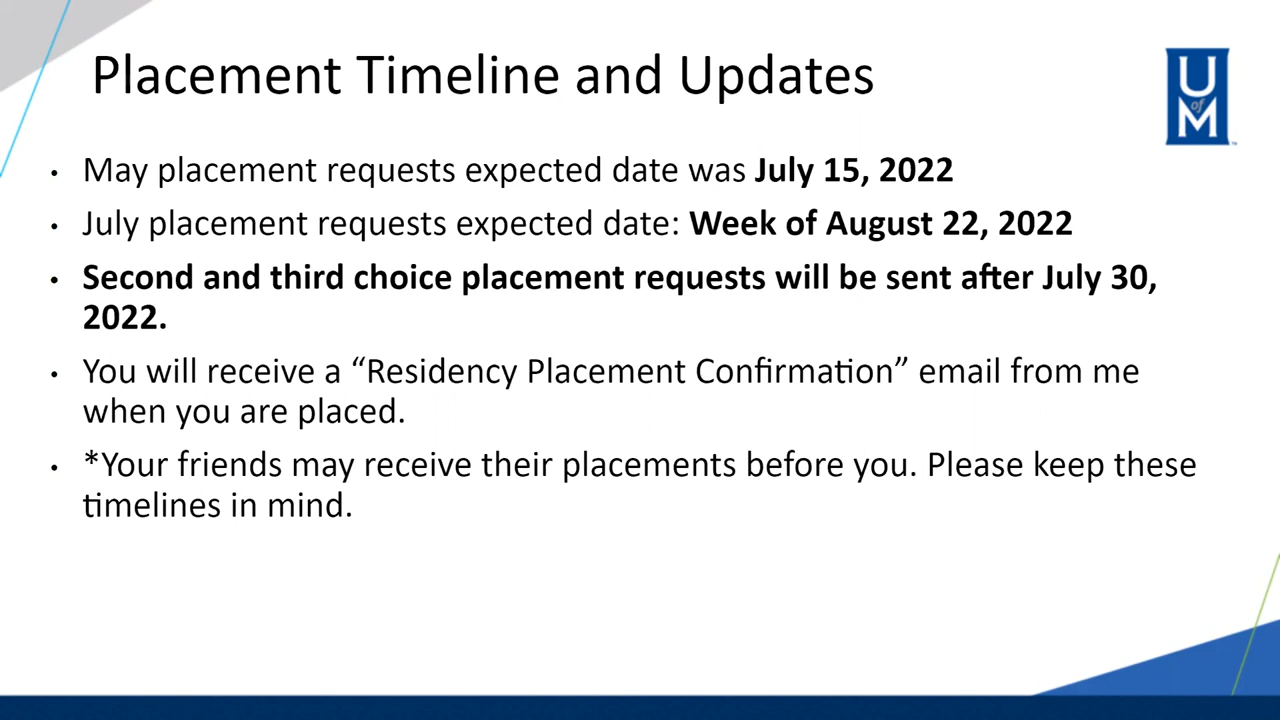 Placement Timeline and Updates
U
of
M
• May placement requests expected date was July 15, 2022
• July placement requests expected date: Week of August 22, 2022
• Second and third choice placement requests will be sent after July 30,
2022.
• You will receive a “Residency Placement Confirmation” email from me
when you are placed.
• *Your friends may receive their placements before you. Please keep these
timelines in mind.